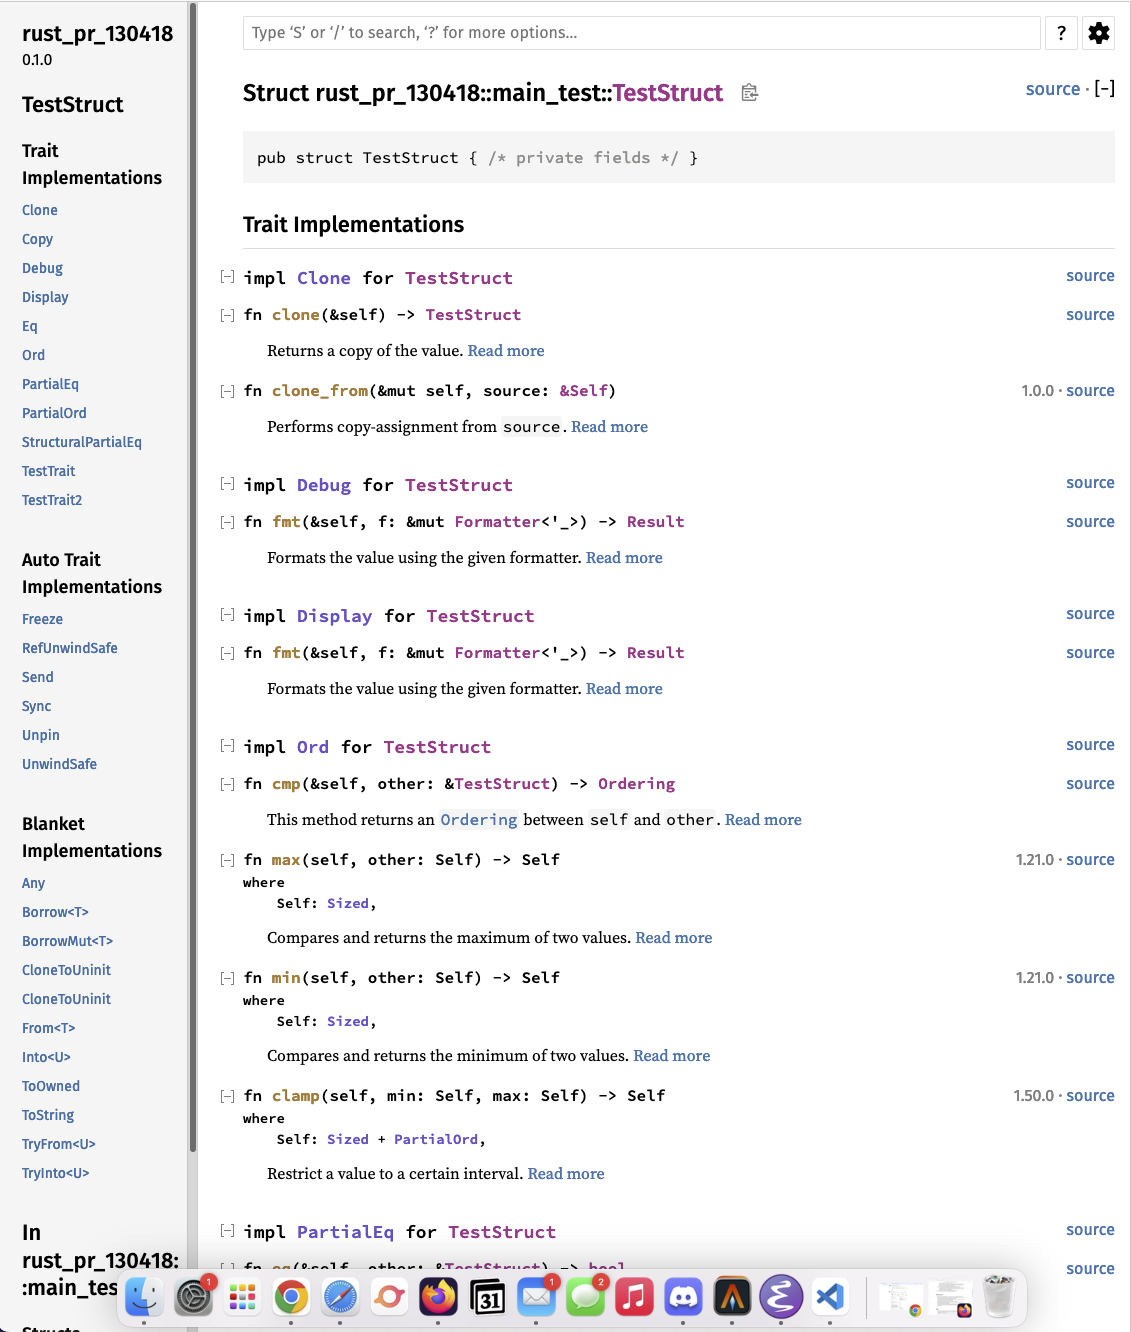 rust_pr_130418
0.1.0
TestStruct
Trait
Implementations
Clone
Copy
Debug
Display
Eq
Ord
PartialEq
PartialOrd
StructuralPartialEq
TestTrait
TestTrait2
Auto Trait
Implementations
Freeze
RefUnwindSafe
Send
Sync
Unpin
UnwindSafe
Blanket
Implementations
Any
Borrow<T>
BorrowMut<T>
CloneToUninit
CloneToUninit
From<T>
Into<U>
ToOwned
ToString
TryFrom<U>
TryInto<U>
In
rust_pr_130418:
:main_tes
Structs
Type ‘S’ or ‘/’ to search, ‘?’ for more options…
?
Struct rust_pr_130418::main_test::TestStruct
source · [-]
pub struct TestStruct { /* private fields */ }
Trait Implementations
[-] impl Clone for TestStruct source
[-] fn clone(&self) -> TestStruct source
Returns a copy of the value. Read more
[-] fn clone_from(&mut self, source: &Self) 1.0.0 · source
Performs copy-assignment from source. Read more
[-] impl Debug for TestStruct source
[-] fn fmt(&self, f: &mut Formatter<'_>) -> Result source
Formats the value using the given formatter. Read more
[-] impl Display for TestStruct source
[-] fn fmt(&self, f: &mut Formatter<'_>) -> Result source
Formats the value using the given formatter. Read more
[-] impl Ord for TestStruct source
[-] fn cmp(&self, other: &TestStruct) -> Ordering source
This method returns an Ordering between self and other. Read more
[-] fn max(self, other: Self) -> Self 1.21.0 · source
where
Self: Sized,
Compares and returns the maximum of two values. Read more
[-] fn min(self, other: Self) -> Self 1.21.0 · source
where
Self: Sized,
Compares and returns the minimum of two values. Read more
[-] fn clamp(self, min: Self, max: Self) -> Self 1.50.0 · source
where
Self: Sized + PartialOrd,
Restrict a value to a certain interval. Read more
[-] impl PartialEq for TestStruct source
fn eq(&self, other: &TestStruct) -> bool source
1
31
1
2